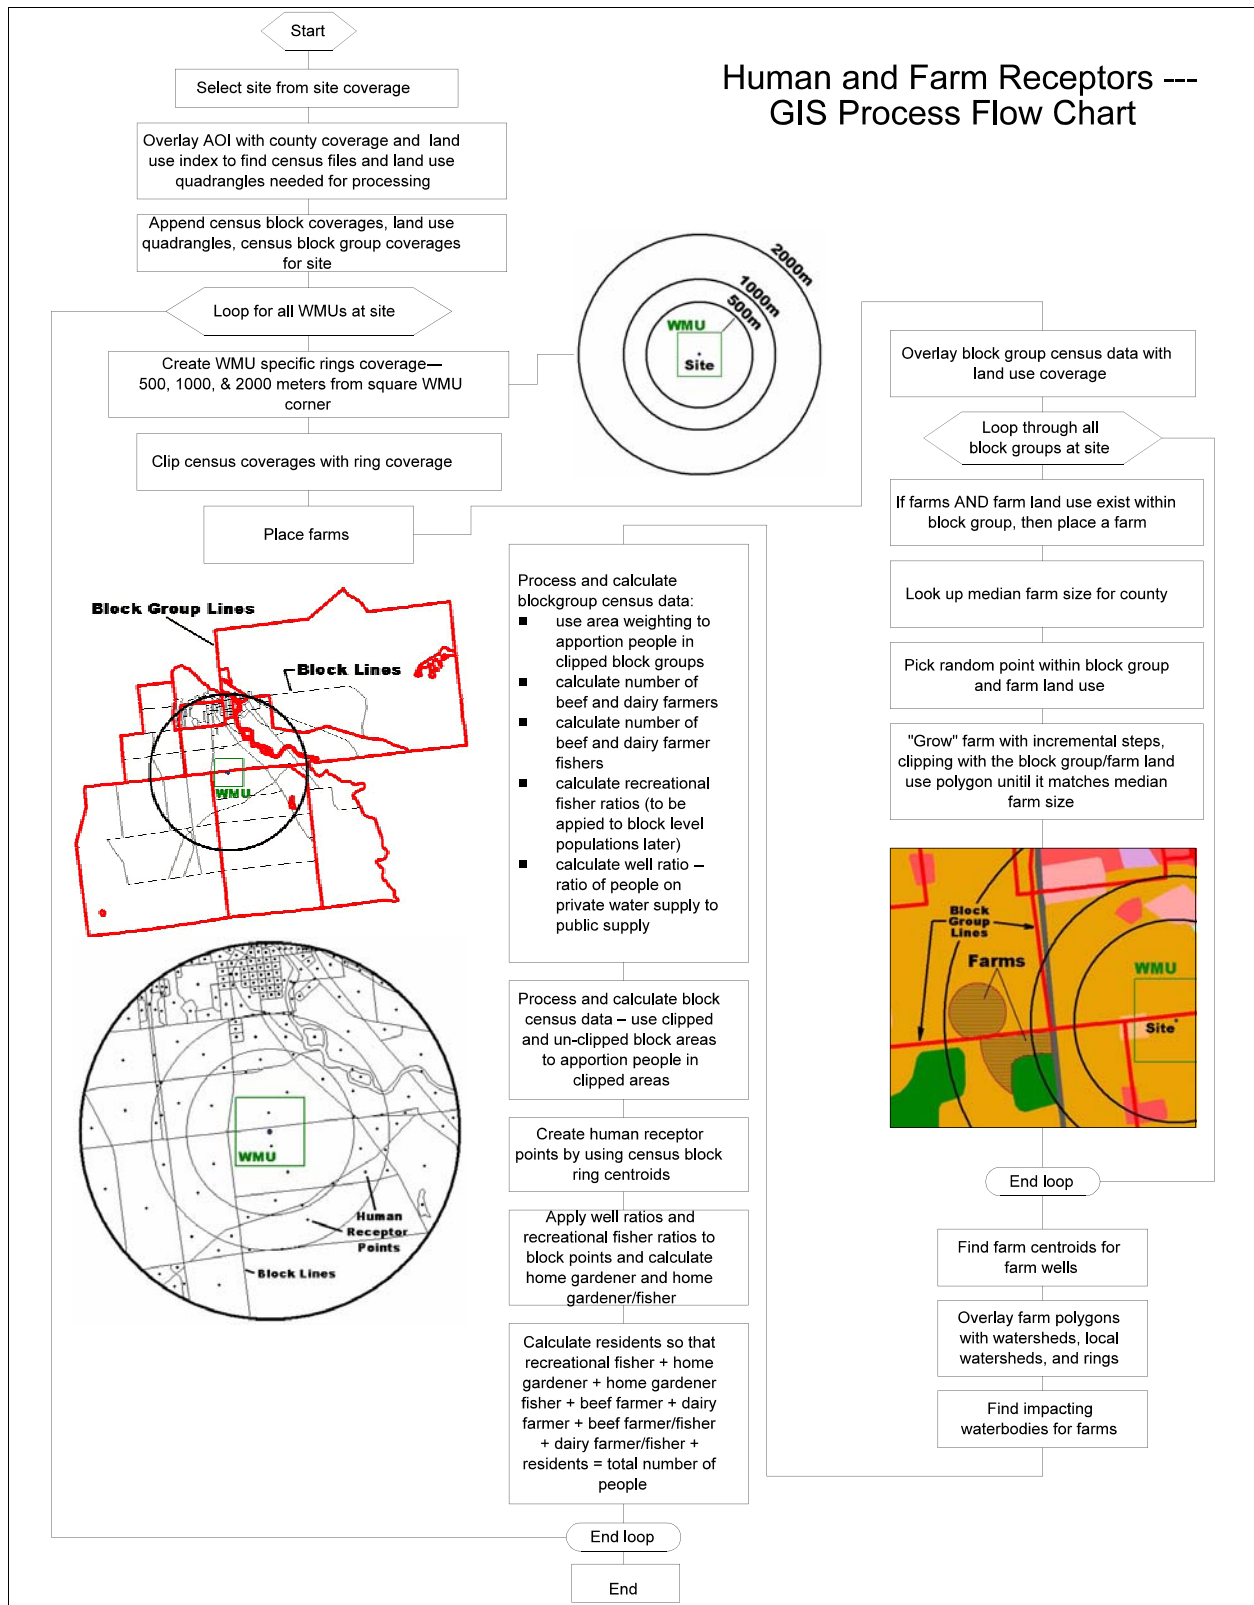 Human and Farm Receptors ---
GIS Process Flow Chart
Start
Select site from site coverage
Overlay AOI with county coverage and land
use index to find census files and land use
quadrangles needed for processing
Append census block coverages, land use
quadrangles, census block group coverages
for site
Loop for all WMUs at site
Create WMU specific rings coverage—
500, 1000, & 2000 meters from square WMU
corner
2000m
1000m
500m
WMU
Site
Clip census coverages with ring coverage
Place farms
Overlay block group census data with
land use coverage
Loop through all
block groups at site
If farms AND farm land use exist within
block group, then place a farm
Look up median farm size for county
Pick random point within block group
and farm land use
"Grow" farm with incremental steps,
clipping with the block group/farm land
use polygon unitil it matches median
farm size
Block
Group
Lines
Farms
WMU
Site
End loop
Find farm centroids for
farm wells
Overlay farm polygons
with watersheds, local
watersheds, and rings
Find impacting
waterbodies for farms
Process and calculate
blockgroup census data:
■ use area weighting to
apportion people in
clipped block groups
■ calculate number of
beef and dairy farmers
■ calculate number of
beef and dairy farmer
fishers
■ calculate recreational
fisher ratios (to be
appied to block level
populations later)
■ calculate well ratio –
ratio of people on
private water supply to
public supply
Process and calculate block
census data – use clipped
and un-clipped block areas
to apportion people in
clipped areas
Create human receptor
points by using census block
ring centroids
Apply well ratios and
recreational fisher ratios to
block points and calculate
home gardener and home
gardener/fisher
Calculate residents so that
recreational fisher + home
gardener + home gardener
fisher + beef farmer + dairy
farmer + beef farmer/fisher
+ dairy farmer/fisher +
residents = total number of
people
End loop
End
Block Group Lines
Block Lines
WMU
WMU
Human
Receptor
Points
Block Lines